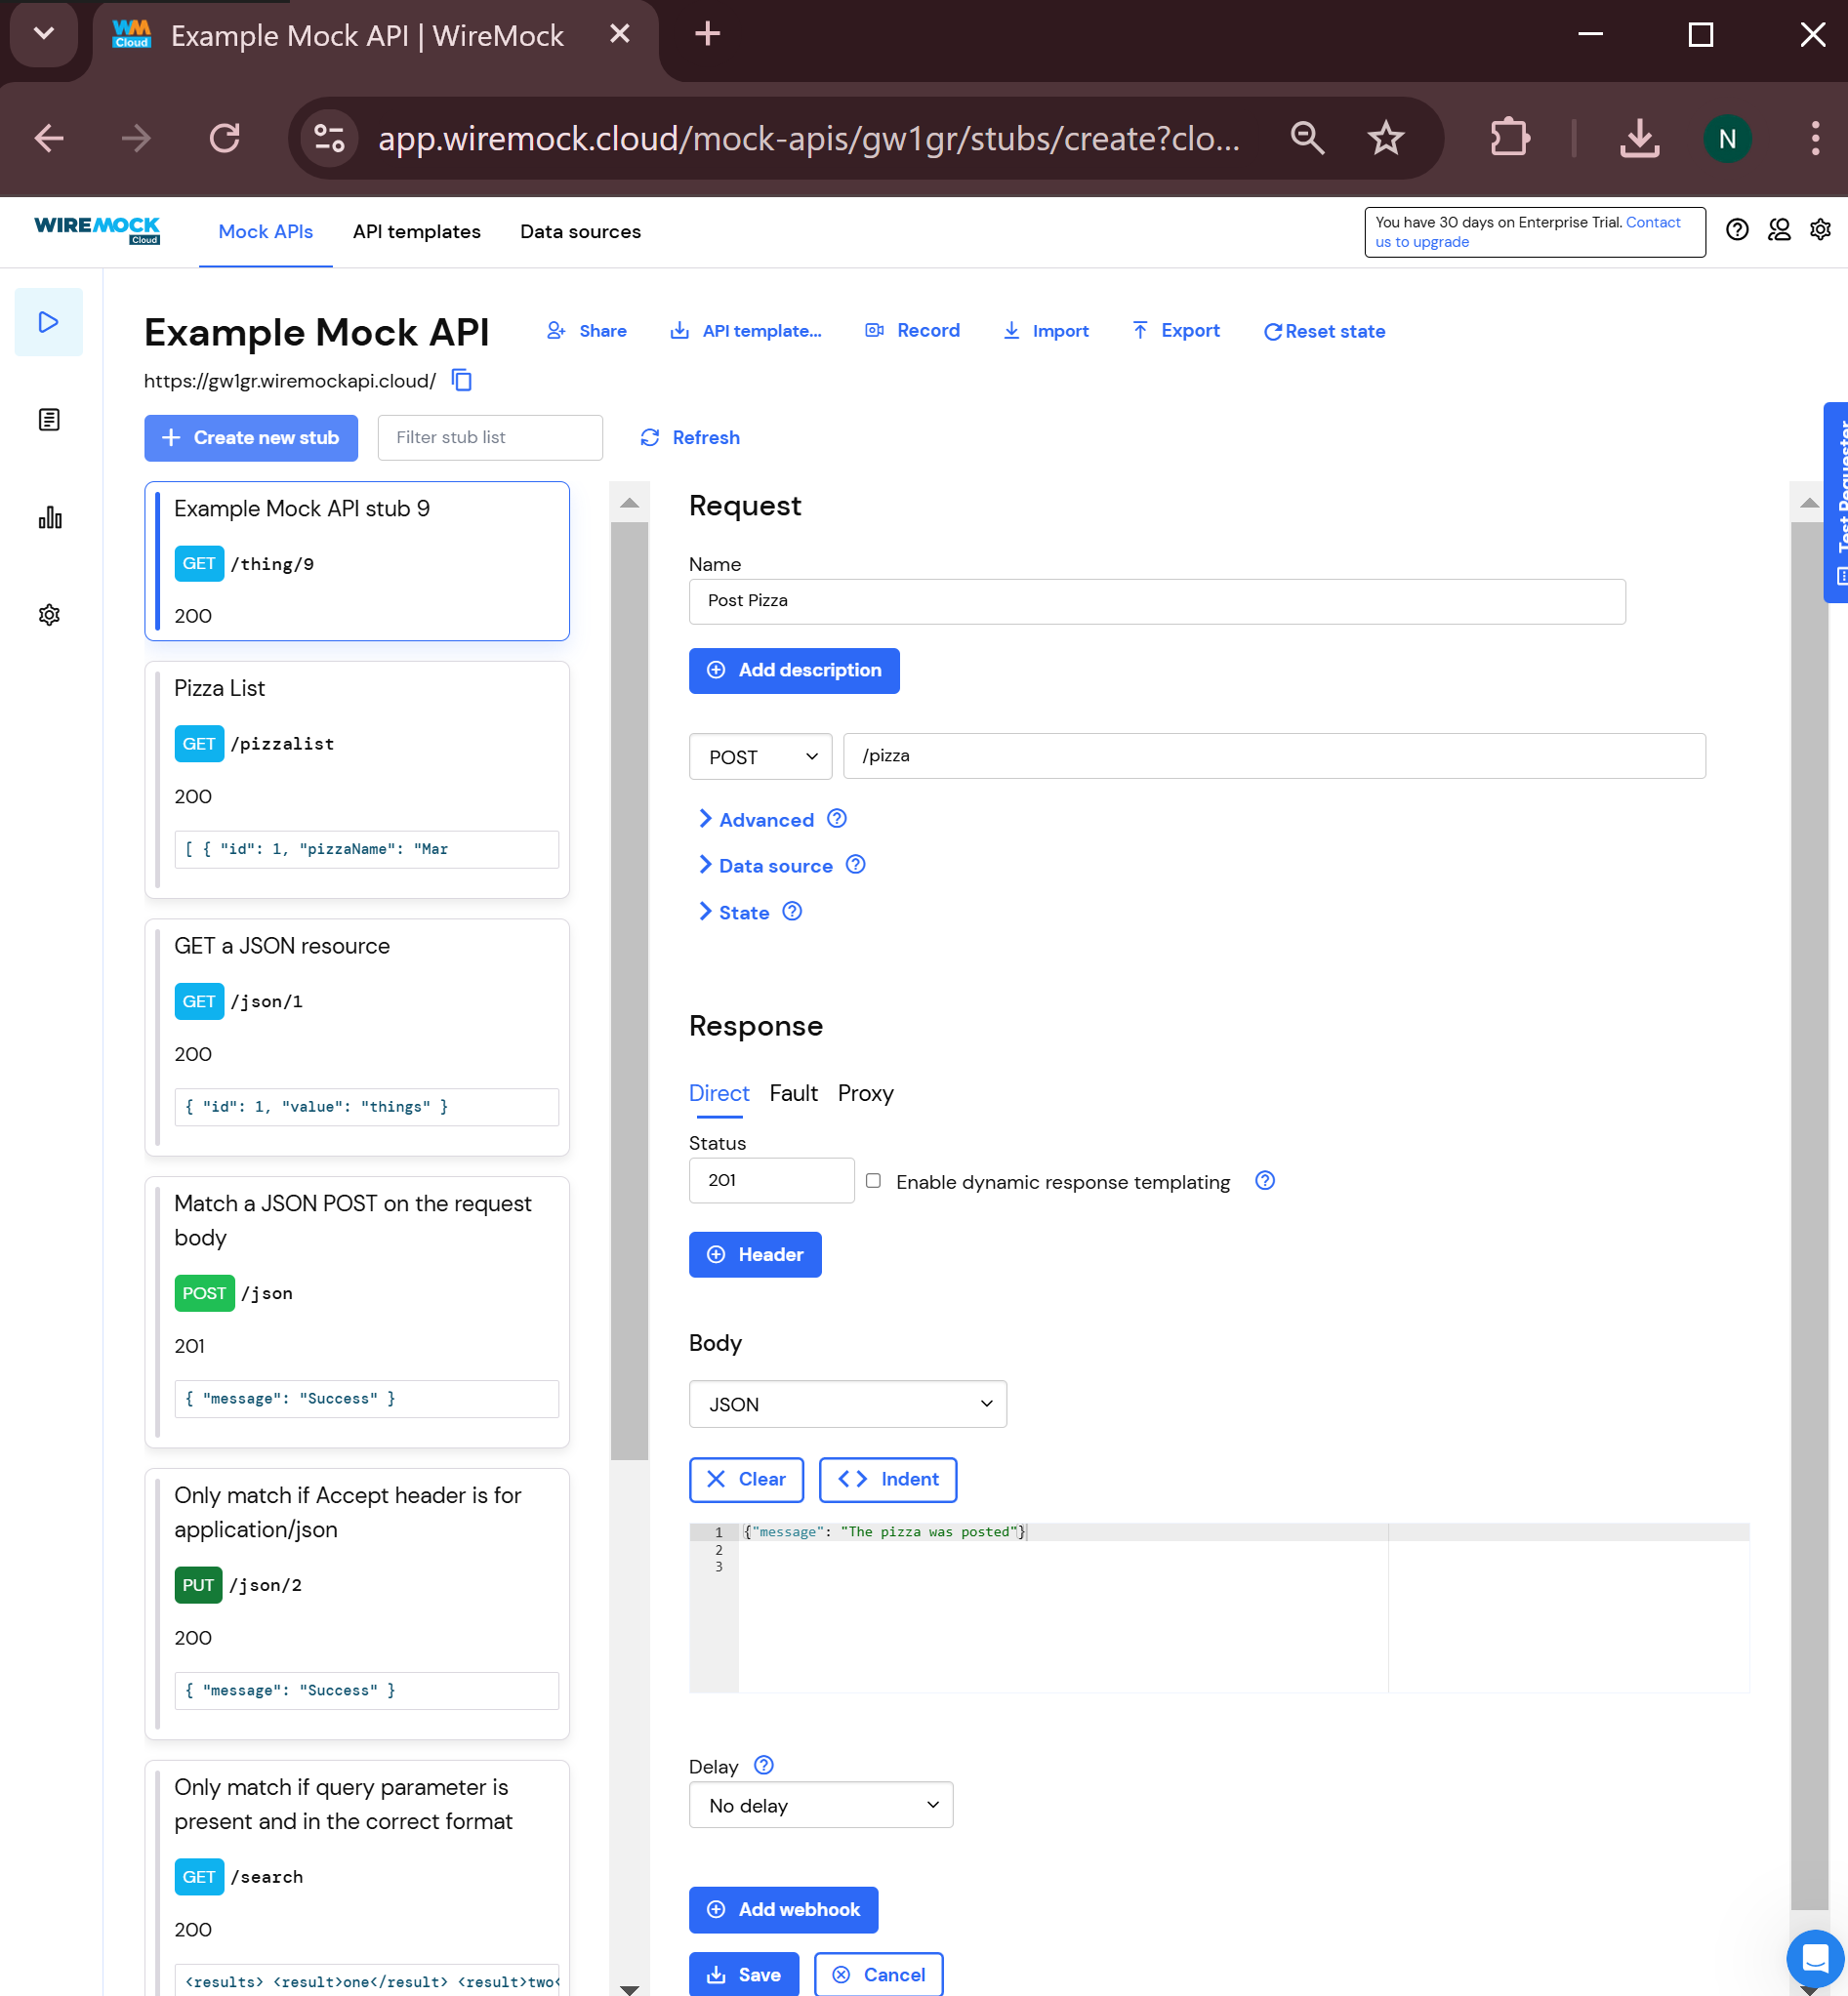 WM Cloud Example Mock API | WireMock
app.wiremock.cloud/mock-apis/gw1gr/stubs/create?clo...
N
WIREMOCK Cloud
Mock APIs API templates Data sources
You have 30 days on Enterprise Trial. Contact
us to upgrade
Example Mock API
Share API template... Record Import Export Reset state
https://gw1gr.wiremockapi.cloud/
Create new stub Filter stub list Refresh
Test Requester
Example Mock API stub 9
GET /thing/9
200
Pizza List
GET /pizzalist
200
[ { "id": 1, "pizzaName": "Mar
GET a JSON resource
GET /json/1
200
{ "id": 1, "value": "things" }
Match a JSON POST on the request
body
POST /json
201
{ "message": "Success" }
Only match if Accept header is for
application/json
PUT /json/2
200
{ "message": "Success" }
Only match if query parameter is
present and in the correct format
GET /search
200
<results> <result>one</result> <result>two<
Request
Name
Post Pizza
Add description
POST /pizza
Advanced
Data source
State
Response
Direct Fault Proxy
Status
201 Enable dynamic response templating
Header
Body
JSON
Clear Indent
1 {"message": "The pizza was posted"}
2
3
Delay
No delay
Add webhook
Save Cancel